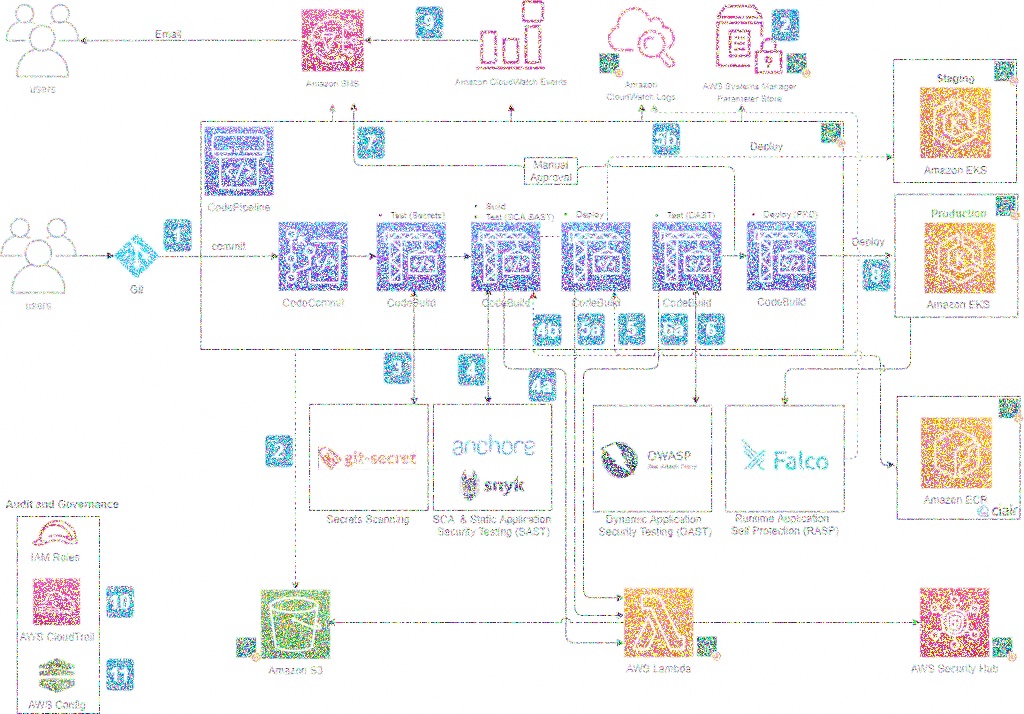 users
Email
Amazon SNS
9
Amazon CloudWatch Events
Amazon
CloudWatch Logs
2
AWS Systems Manager
Parameter Store
Staging
Amazon EKS
CodePipeline
7
Manual
Approval
5b
Deploy
users
1
Git
commit
CodeCommit
Test (Secrets)
CodeBuild
Build
Test (SCA,SAST)
CodeBuild
Deploy
CodeBuild
Test (DAST)
CodeBuild
Deploy (PRD)
CodeBuild
Deploy
8
Production
Amazon EKS
4b
5a
5
6a
6
3
4
4a
2
git-secret
Secrets Scanning
anchore
snyk
SCA & Static Application
Security Testing (SAST)
OWASP
Dynamic Application
Security Testing (DAST)
Falco
Runtime Application
Self Protection (RASP)
Amazon ECR
clair
Audit and Governance
IAM Roles
AWS CloudTrail
10
AWS Config
11
Amazon S3
AWS Lambda
AWS Security Hub